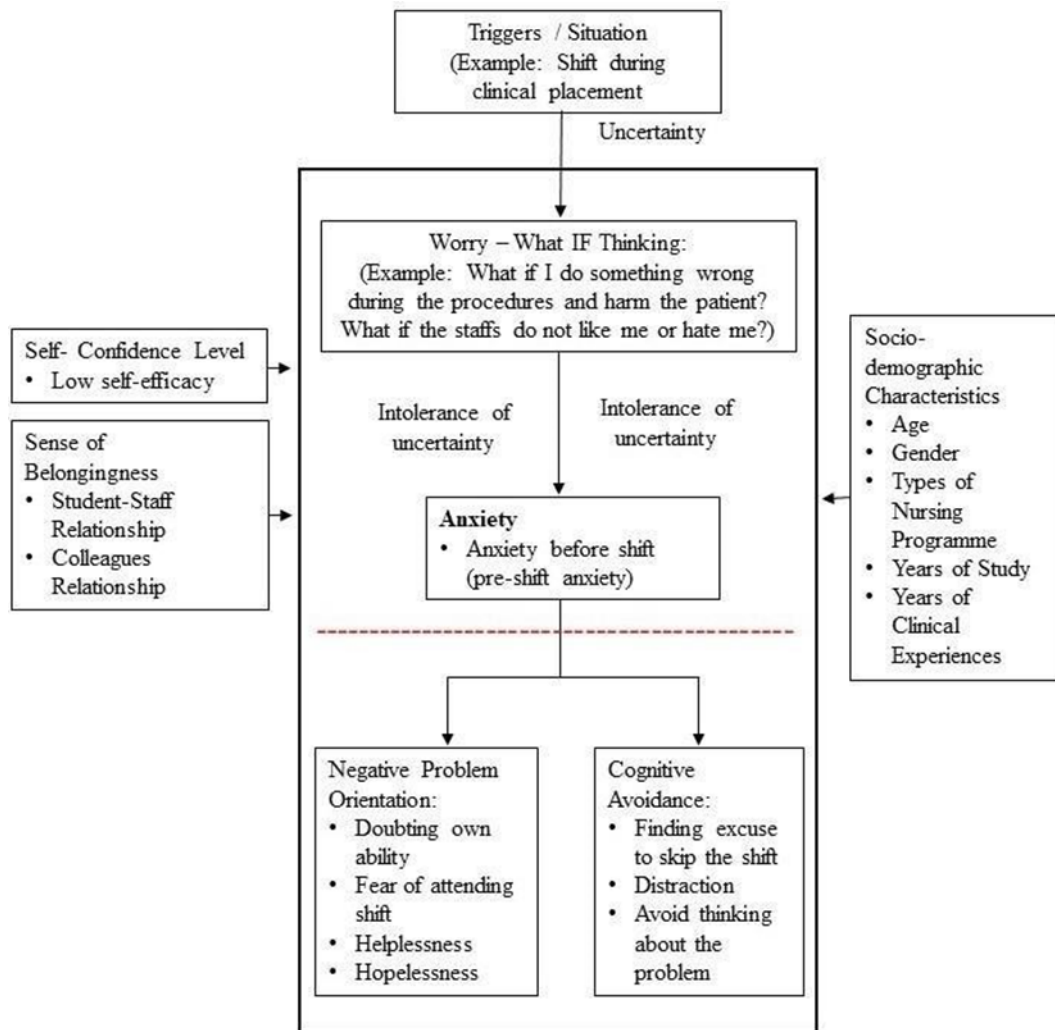 Triggers / Situation
(Example: Shift during
clinical placement
Uncertainty
Worry – What IF Thinking:
(Example: What if I do something wrong
during the procedures and harm the patient?
What if the staffs do not like me or hate me?)
Self- Confidence Level
• Low self-efficacy
Sense of
Belongingness
• Student-Staff
Relationship
• Colleagues
Relationship
Intolerance of
uncertainty
Intolerance of
uncertainty
Anxiety
• Anxiety before shift
(pre-shift anxiety)
Socio-
demographic
Characteristics
• Age
• Gender
• Types of
Nursing
Programme
• Years of Study
• Years of
Clinical
Experiences
Negative Problem
Orientation:
• Doubting own
ability
• Fear of attending
shift
• Helplessness
• Hopelessness
Cognitive
Avoidance:
• Finding excuse
to skip the shift
• Distraction
• Avoid thinking
about the
problem